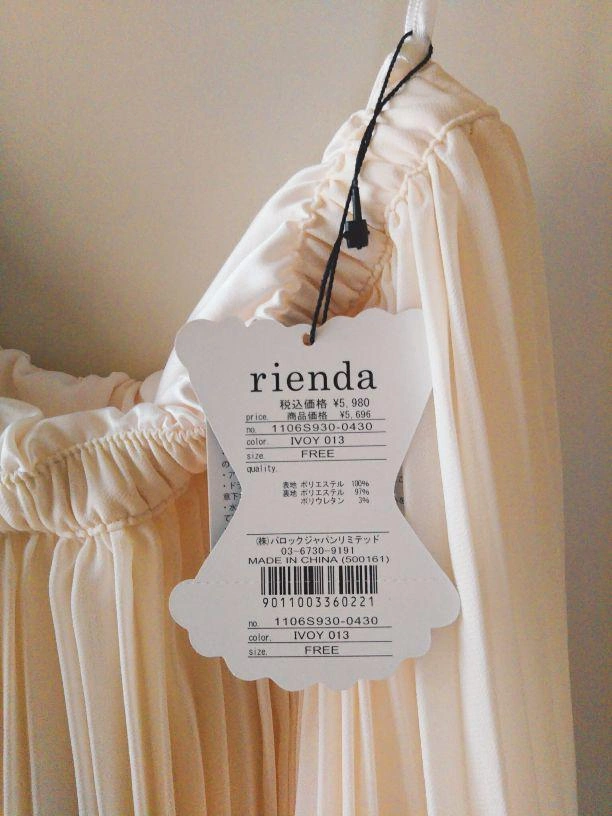 rienda
税込価格 ¥5,980
price. 商品価格 ¥5,696
no. 1106S930-0430
color. IVOY 013
size. FREE
quality.
表地 ポリエステル 100%
裏地 ポリエステル 97%
ポリウレタン 3%
(株)バロックジャパンリミテッド
03-6730-9191
MADE IN CHINA (500161)
9011003360221
no. 1106S930-0430
color. IVOY 013
size. FREE